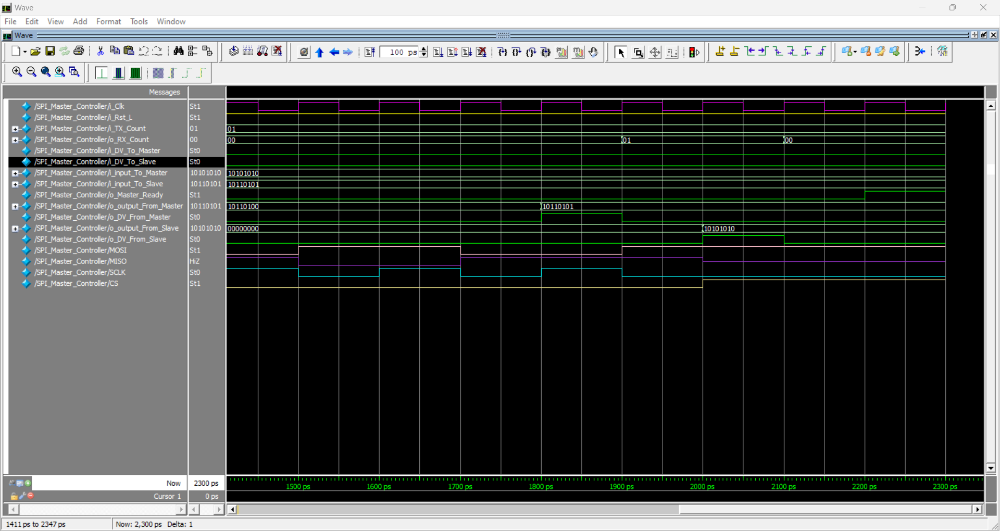 Wave
File Edit View Add Format Tools Window
Wave
100 ps
Messages
/SPI_Master_Controller/i_Clk St1
/SPI_Master_Controller/i_Rst_L St1
/SPI_Master_Controller/i_TX_Count 01 01
/SPI_Master_Controller/o_RX_Count 00 00 01 00
/SPI_Master_Controller/i_DV_To_Master St0
/SPI_Master_Controller/i_DV_To_Slave St0
/SPI_Master_Controller/i_input_To_Master 10101010 10101010
/SPI_Master_Controller/i_input_To_Slave 10110101 10110101
/SPI_Master_Controller/o_Master_Ready St1
/SPI_Master_Controller/o_output_From_Master 10110101 10110100 10110101
/SPI_Master_Controller/o_DV_From_Master St0
/SPI_Master_Controller/o_output_From_Slave 10101010 00000000 10101010
/SPI_Master_Controller/o_DV_From_Slave St0
/SPI_Master_Controller/MOSI St1
/SPI_Master_Controller/MISO HiZ
/SPI_Master_Controller/SCLK St0
/SPI_Master_Controller/CS St1
Now 2300 ps
1500 ps 1600 ps 1700 ps 1800 ps 1900 ps 2000 ps 2100 ps 2200 ps 2300 ps
Cursor 1 0 ps
1411 ps to 2347 ps Now: 2,300 ps Delta: 1